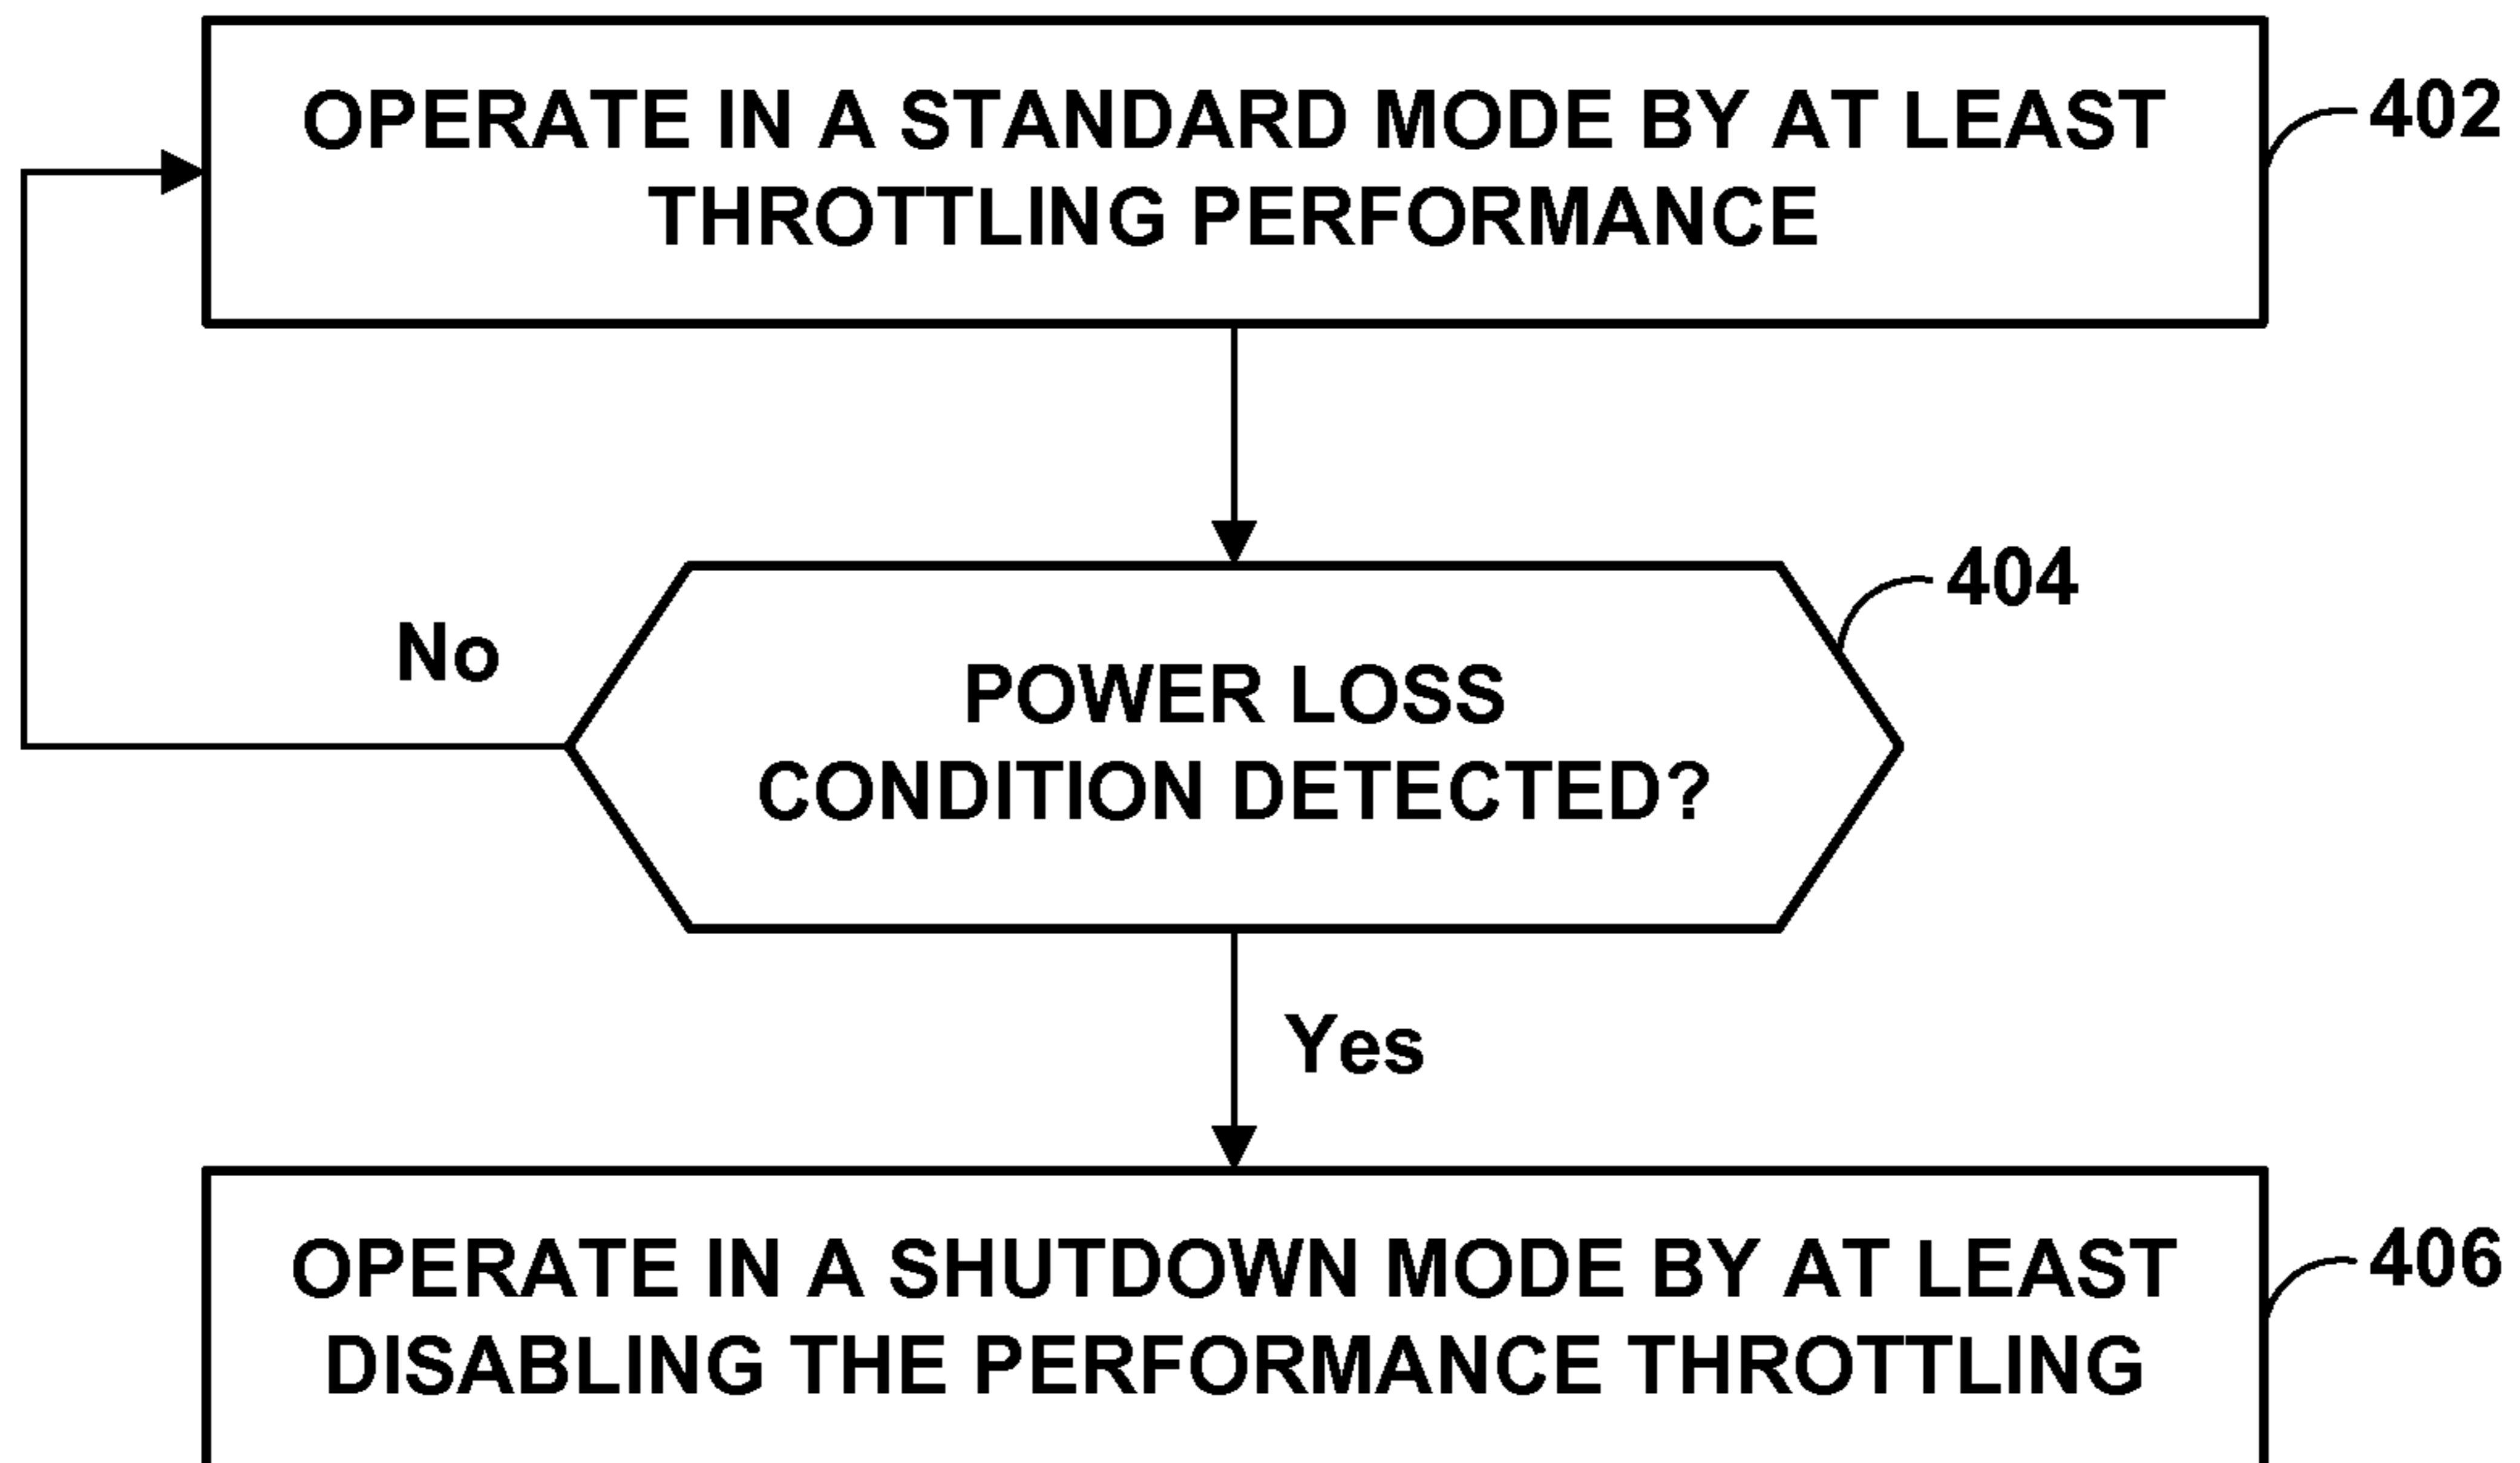 OPERATE IN A STANDARD MODE BY AT LEAST
THROTTLING PERFORMANCE
402
404
No
POWER LOSS
CONDITION DETECTED?
Yes
OPERATE IN A SHUTDOWN MODE BY AT LEAST
DISABLING THE PERFORMANCE THROTTLING
406